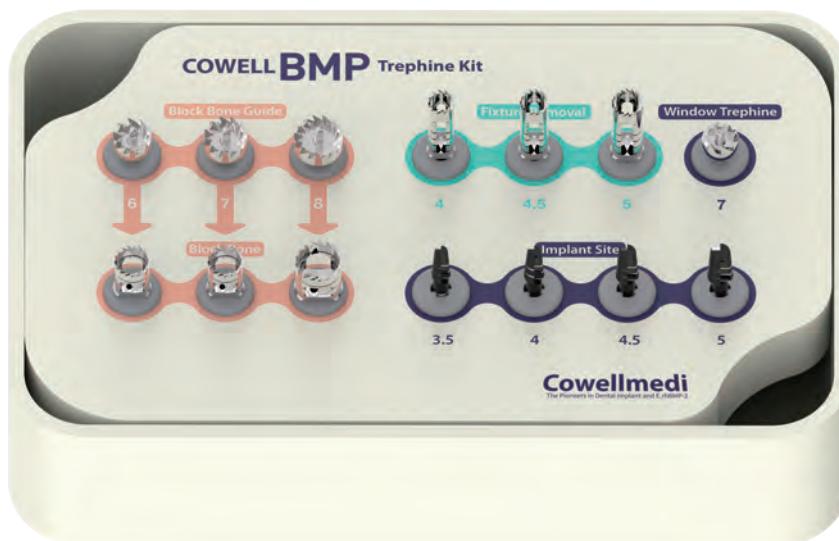 COWELL BMP Trephine Kit
Block Bone Guide
Fixture Removal
Window Trephine
6 7 8
4 4.5 5
7
Block Bone
Implant Site
3.5 4 4.5 5
Cowellmedi
The Pioneers in Dental Implant and E.rhBMP-2